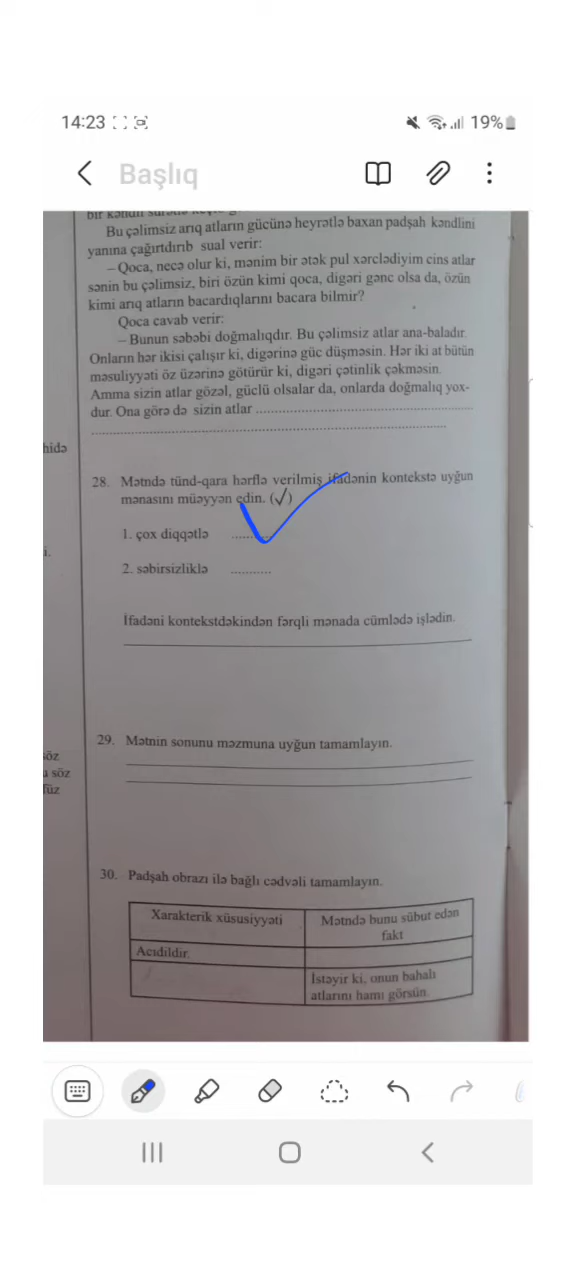 14:23
19%
Başlıq
bir kəndli
Bu çəlimsiz arıq atların gücünə heyrətlə baxan padşah kəndlini
yanına çağırtdırıb sual verir:
– Qoca, necə olur ki, mənim bir ətək pul xərclədiyim cins atlar
sənin bu çəlimsiz, biri özün kimi qoca, digəri gənc olsa da, özün
kimi arıq atların bacardıqlarını bacara bilmir?
Qoca cavab verir:
– Bunun səbəbi doğmalıqdır. Bu çəlimsiz atlar ana-baladır.
Onların hər ikisi çalışır ki, digərinə güc düşməsin. Hər iki at bütün
məsuliyyəti öz üzərinə götürür ki, digəri çətinlik çəkməsin.
Amma sizin atlar gözəl, güclü olsalar da, onlarda doğmalıq yox-
dur. Ona görə də sizin atlar
hidə
28. Mətndə tünd-qara hərflə verilmiş ifadənin kontekstə uyğun
mənasını müəyyən edin. (✓)
i.
1. çox diqqətlə ..........
2. səbirsizliklə ..........
İfadəni kontekstdəkindən fərqli mənada cümlədə işlədin.
29. Mətnin sonunu məzmuna uyğun tamamlayın.
söz
a söz
Tüz
30. Padşah obrazı ilə bağlı cədvəli tamamlayın.
Xarakterik xüsusiyyəti
Mətndə bunu sübut edən
fakt
Acıdildir.
İstəyir ki, onun bahalı
atlarını hamı görsün.